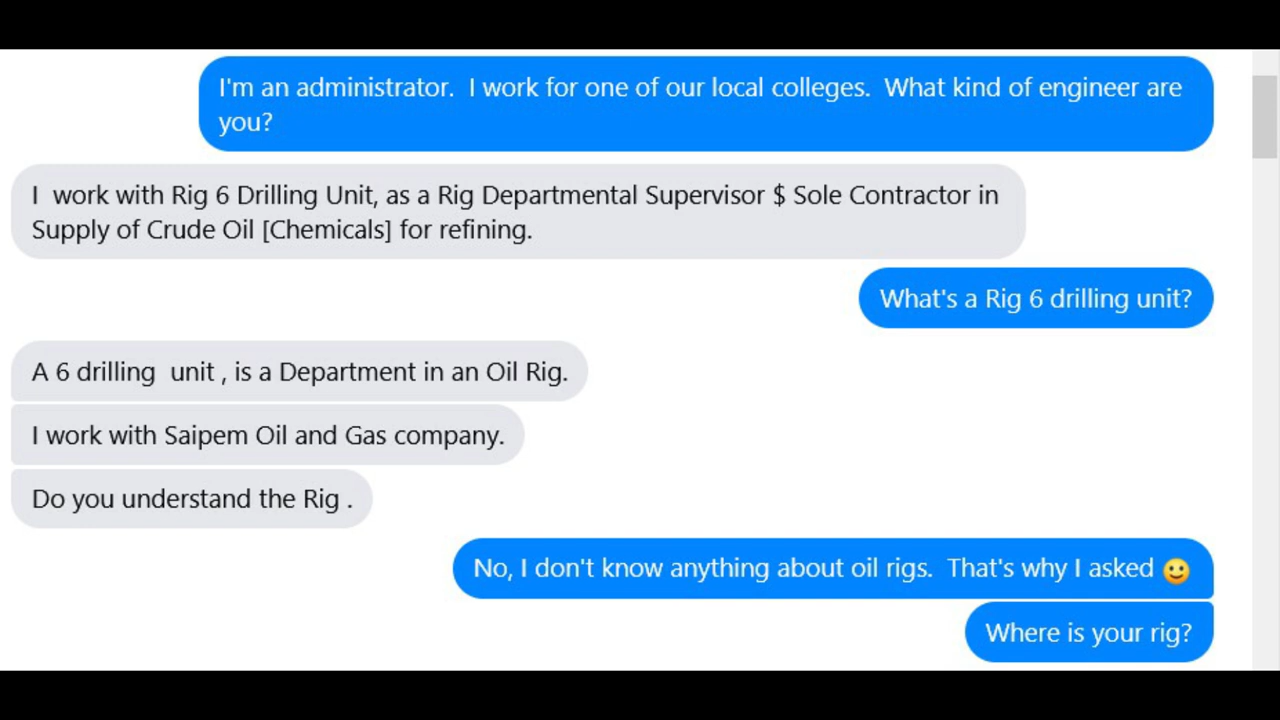 I'm an administrator.  I work for one of our local colleges.  What kind of engineer are
you?
I  work with Rig 6 Drilling Unit, as a Rig Departmental Supervisor $ Sole Contractor in
Supply of Crude Oil [Chemicals] for refining.
What's a Rig 6 drilling unit?
A 6 drilling  unit , is a Department in an Oil Rig.
I work with Saipem Oil and Gas company.
Do you understand the Rig .
No, I don't know anything about oil rigs.  That's why I asked 🙂
Where is your rig?